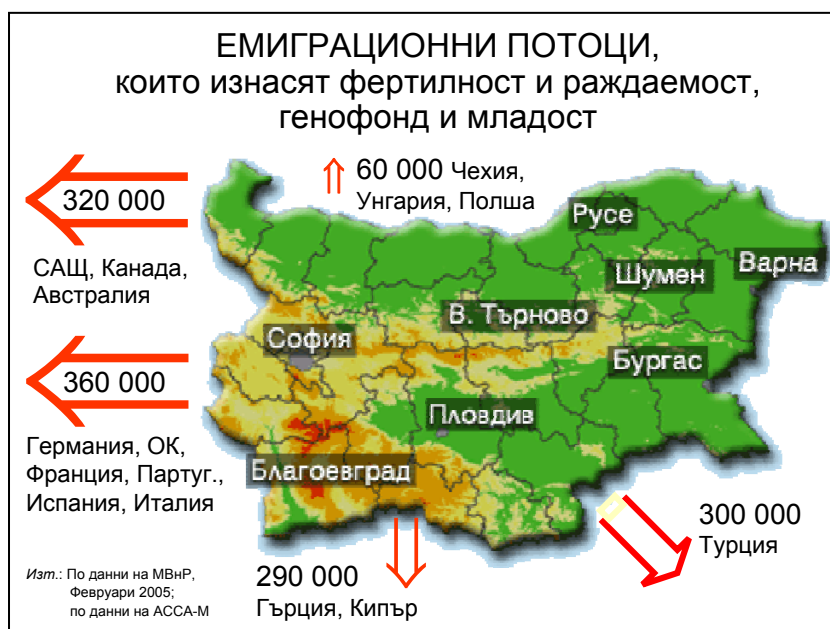 ЕМИГРАЦИОННИ ПОТОЦИ,
които изнасят фертилност и раждаемост,
генофонд и младост
320 000
САЩ, Канада,
Австралия
60 000 Чехия,
Унгария, Полша
Русе
Шумен
Варна
В. Търново
София
Бургас
Пловдив
Благоевград
360 000
Германия, ОК,
Франция, Партуг.,
Испания, Италия
300 000
Турция
290 000
Гърция, Кипър
Изт.: По данни на МВнР,
Февруари 2005;
по данни на АССА-М